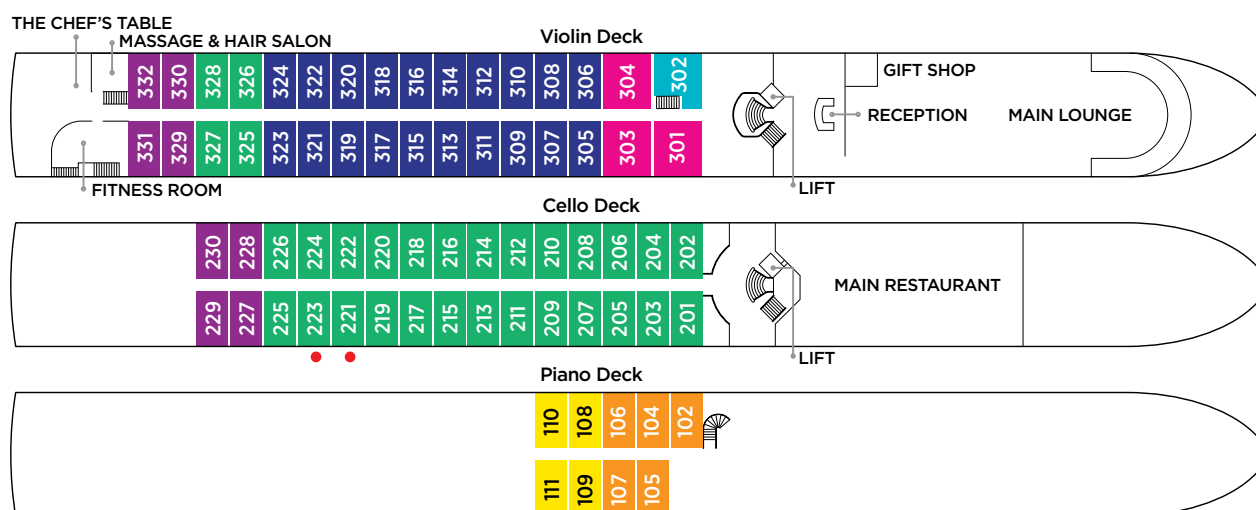 THE CHEF'S TABLE
MASSAGE & HAIR SALON
Violin Deck
332 330 328 326 324 322 320 318 316 314 312 310 308 306 304 302
GIFT SHOP
RECEPTION
MAIN LOUNGE
331 329 327 325 323 321 319 317 315 313 311 309 307 305 303 301
FITNESS ROOM
LIFT
Cello Deck
230 228 226 224 222 220 218 216 214 212 210 208 206 204 202
MAIN RESTAURANT
229 227 225 223 221 219 217 215 213 211 209 207 205 203 201
LIFT
Piano Deck
110 108 106 104 102
111 109 107 105